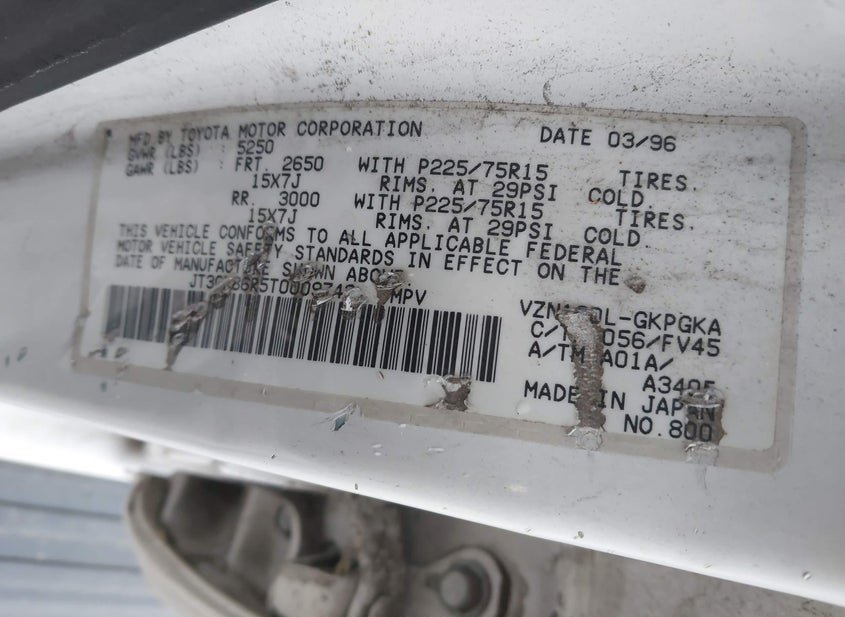 MFD BY TOYOTA MOTOR CORPORATION DATE 03/96
GVWR (LBS) : 5250
GAWR (LBS) : FRT. 2650 WITH P225/75R15 TIRES.
15X7J RIMS. AT 29PSI COLD.
RR. 3000 WITH P225/75R15 TIRES.
15X7J RIMS. AT 29PSI COLD.
THIS VEHICLE CONFORMS TO ALL APPLICABLE FEDERAL
MOTOR VEHICLE SAFETY STANDARDS IN EFFECT ON THE
DATE OF MANUFACTURE SHOWN ABOVE.
MPV
C/
A/TM A01A/
MADE IN JAPAN
NO.800